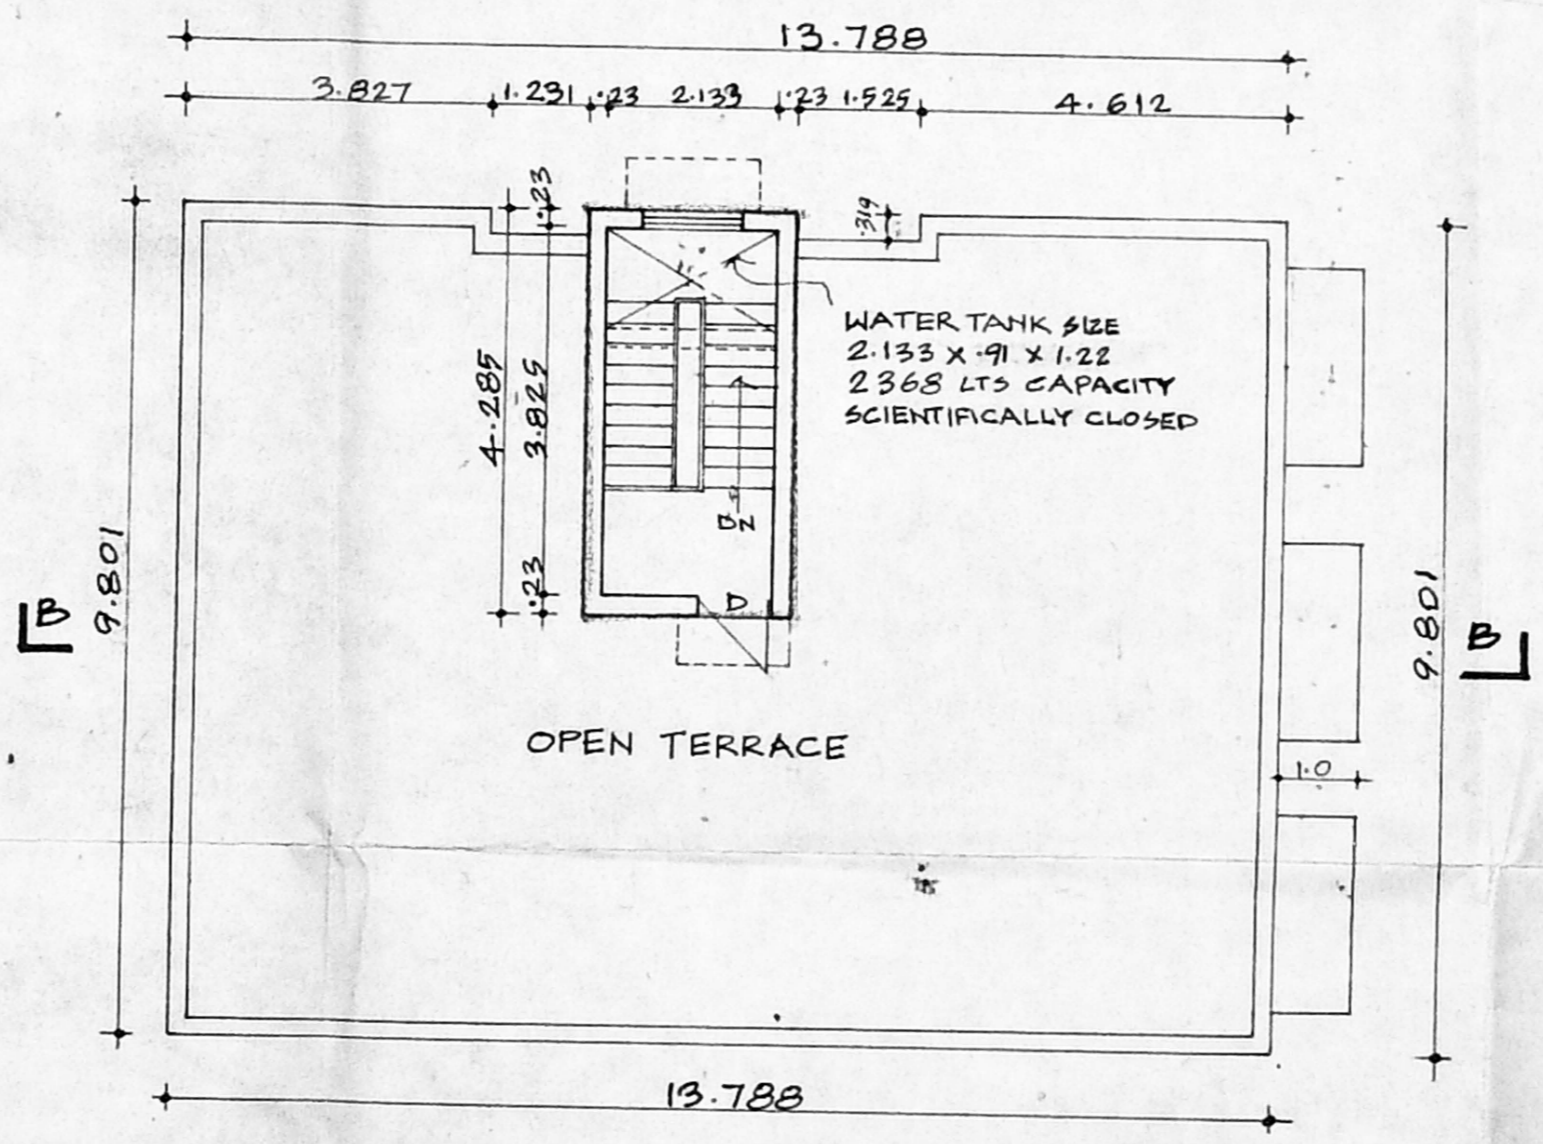 13.788
3.827 1.231 .23 2.133 .23 1.525 4.612
.23
.319
WATER TANK SIZE
2.133 X .91 X 1.22
2368 LTS CAPACITY
SCIENTIFICALLY CLOSED
4.285
3.825
DN
.23
D
9.801
B
9.801
B
OPEN TERRACE
1.0
13.788